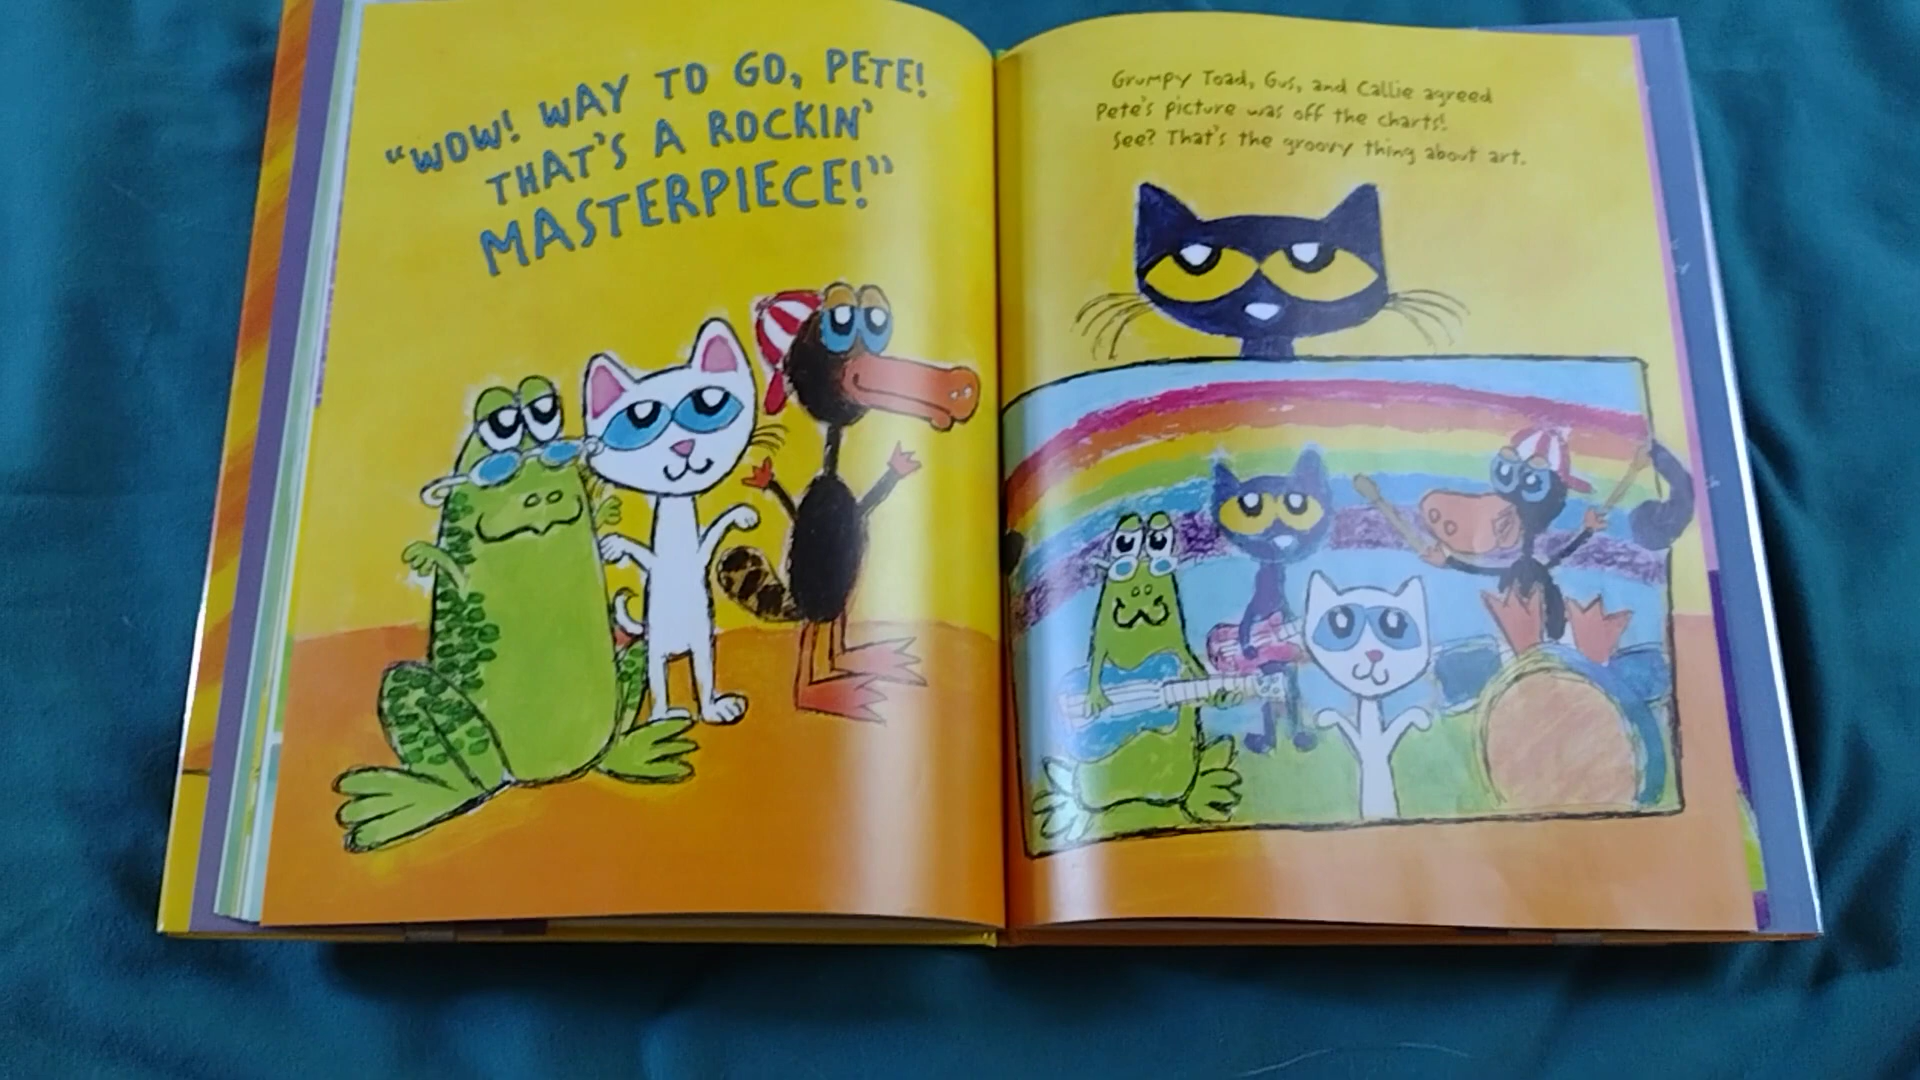 "WOW! WAY TO GO, PETE!
THAT'S A ROCKIN'
MASTERPIECE!"
Grumpy Toad, Gus, and Callie agreed
Pete's picture was off the charts!
See? That's the groovy thing about art.